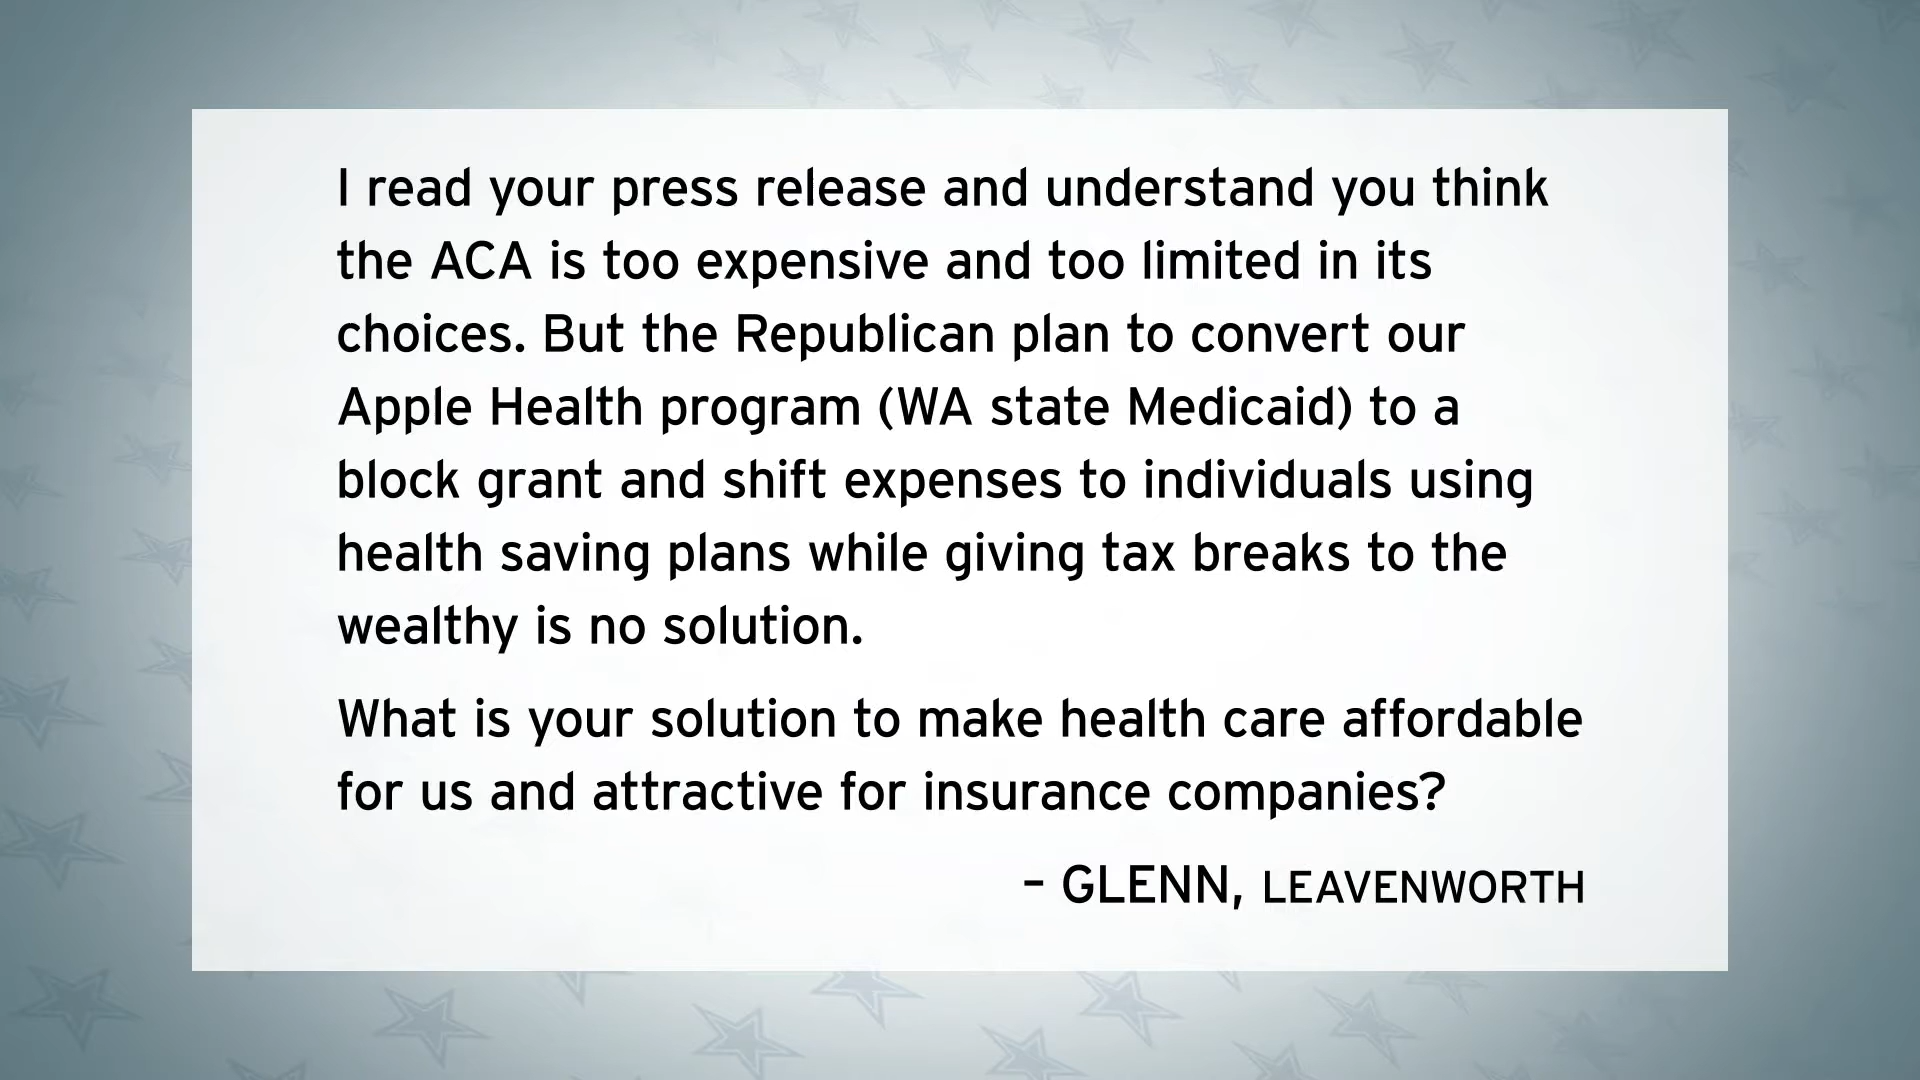 I read your press release and understand you think
the ACA is too expensive and too limited in its
choices. But the Republican plan to convert our
Apple Health program (WA state Medicaid) to a
block grant and shift expenses to individuals using
health saving plans while giving tax breaks to the
wealthy is no solution.
What is your solution to make health care affordable
for us and attractive for insurance companies?
– GLENN, LEAVENWORTH